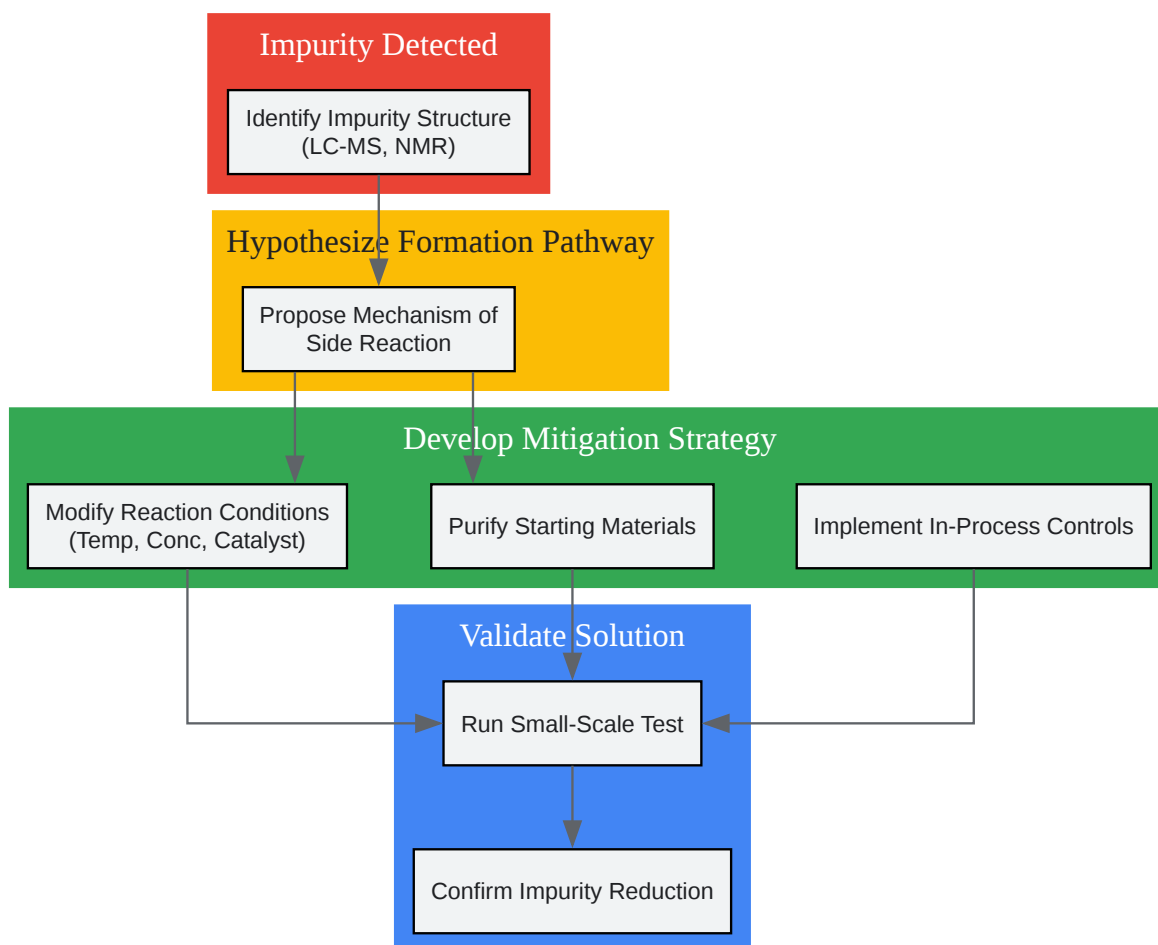 Impurity Detected
Identify Impurity Structure
(LC-MS, NMR)
Hypothesize Formation Pathway
Propose Mechanism of
Side Reaction
Develop Mitigation Strategy
Modify Reaction Conditions
(Temp, Conc, Catalyst)
Purify Starting Materials
Implement In-Process Controls
Validate Solution
Run Small-Scale Test
Confirm Impurity Reduction